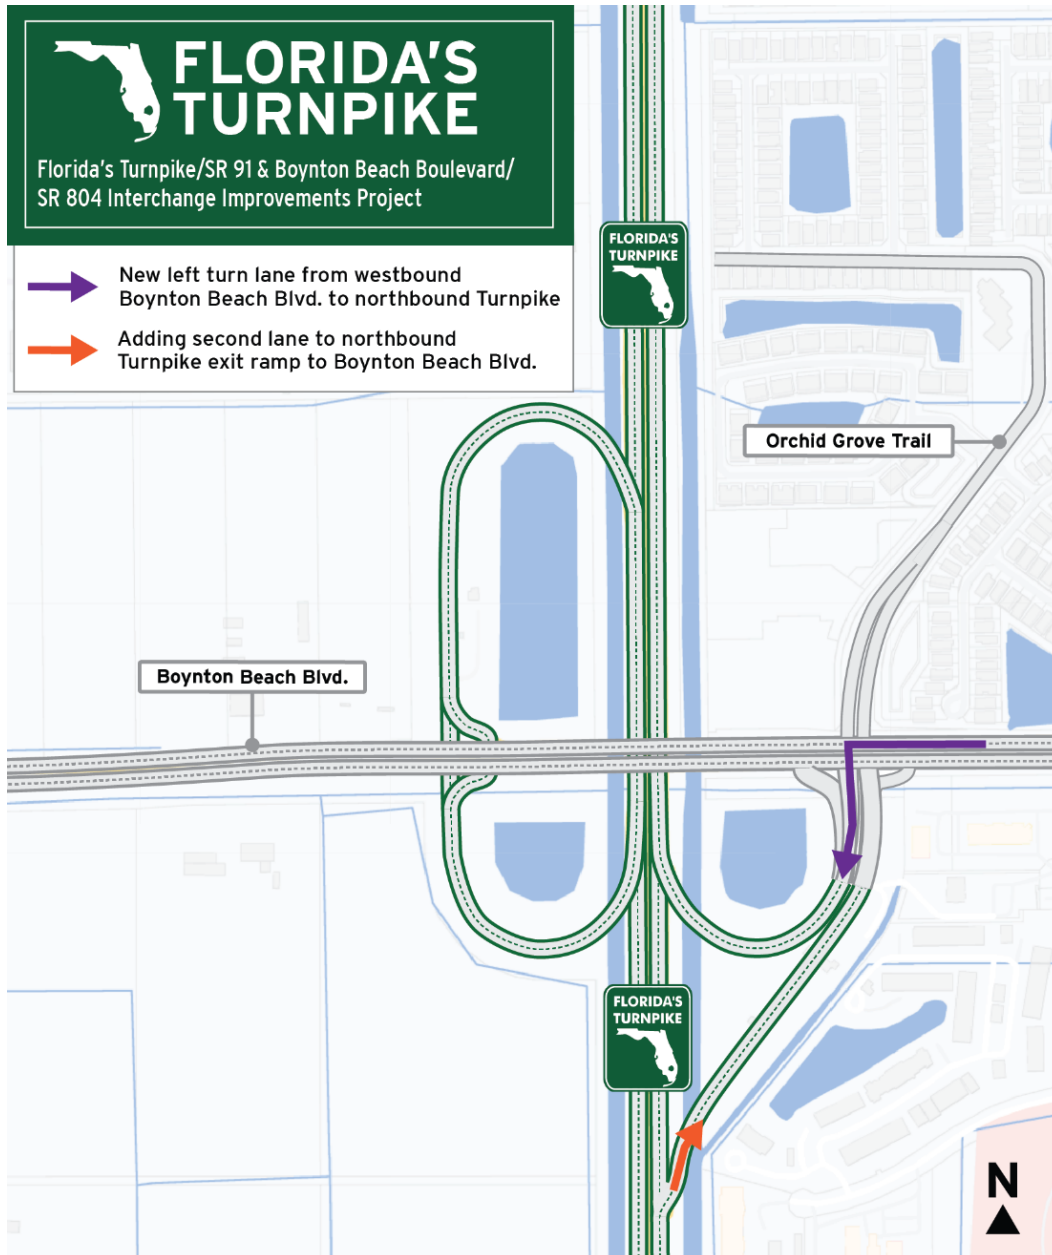 FLORIDA'S
TURNPIKE
Florida's Turnpike/SR 91 & Boynton Beach Boulevard/
SR 804 Interchange Improvements Project
New left turn lane from westbound
Boynton Beach Blvd. to northbound Turnpike
Adding second lane to northbound
Turnpike exit ramp to Boynton Beach Blvd.
FLORIDA'S
TURNPIKE
Orchid Grove Trail
Boynton Beach Blvd.
FLORIDA'S
TURNPIKE
N